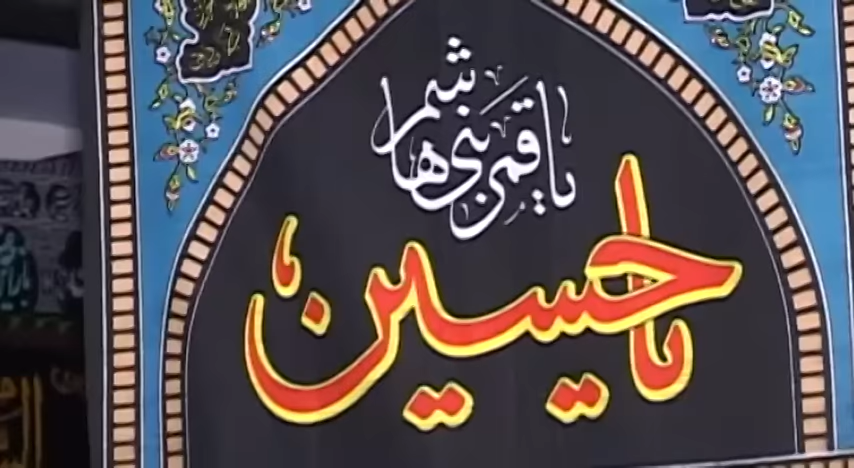 یا قمر بنی هاشم
یا حسین